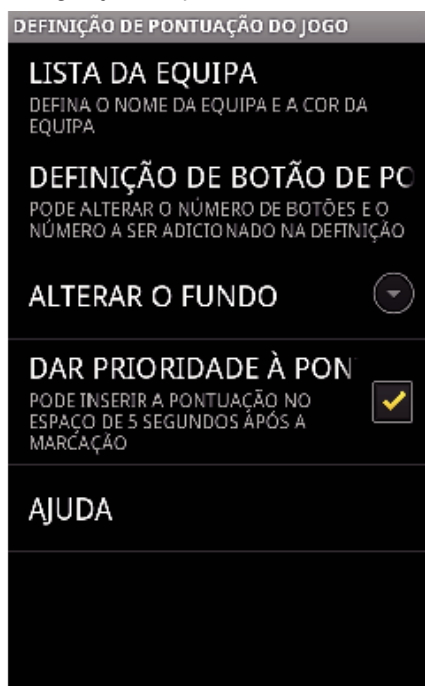 DEFINIÇÃO DE PONTUAÇÃO DO JOGO
LISTA DA EQUIPA
DEFINA O NOME DA EQUIPA E A COR DA
EQUIPA
DEFINIÇÃO DE BOTÃO DE PO
PODE ALTERAR O NÚMERO DE BOTÕES E O
NÚMERO A SER ADICIONADO NA DEFINIÇÃO
ALTERAR O FUNDO
DAR PRIORIDADE À PON
PODE INSERIR A PONTUAÇÃO NO
ESPAÇO DE 5 SEGUNDOS ÁPÓS A
MARCAÇÃO
AJUDA